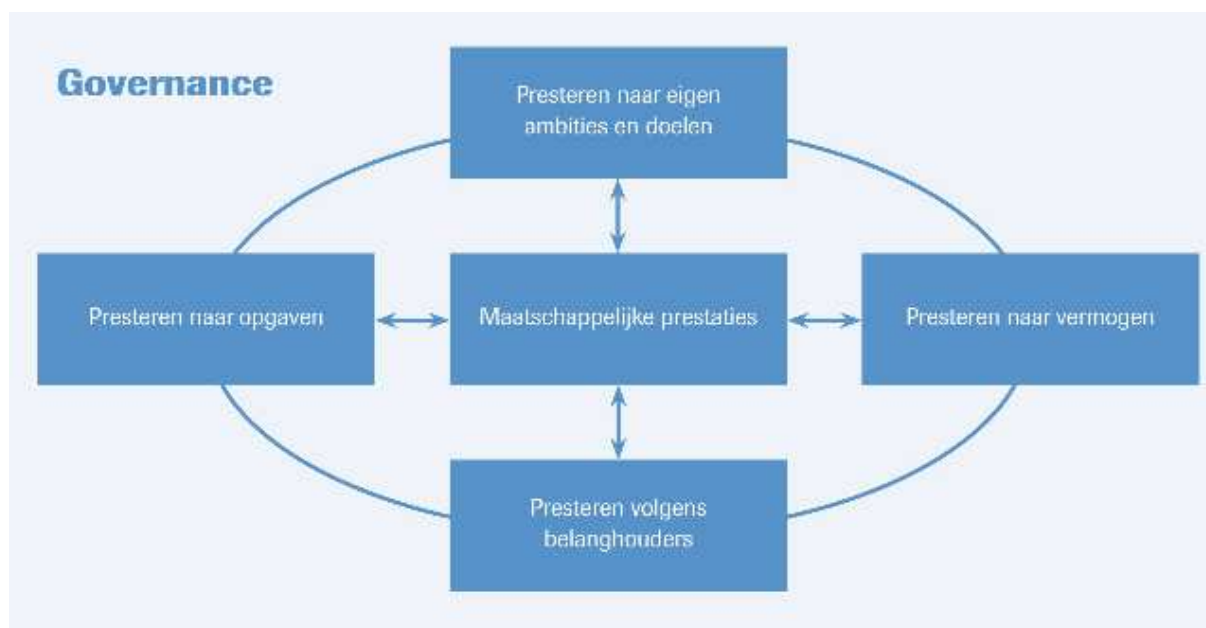 Governance
Presteren naar eigen
ambities en doelen
Presteren naar opgaven
Maatschappelijke prestaties
Presteren naar vermogen
Presteren volgens
belanghouders